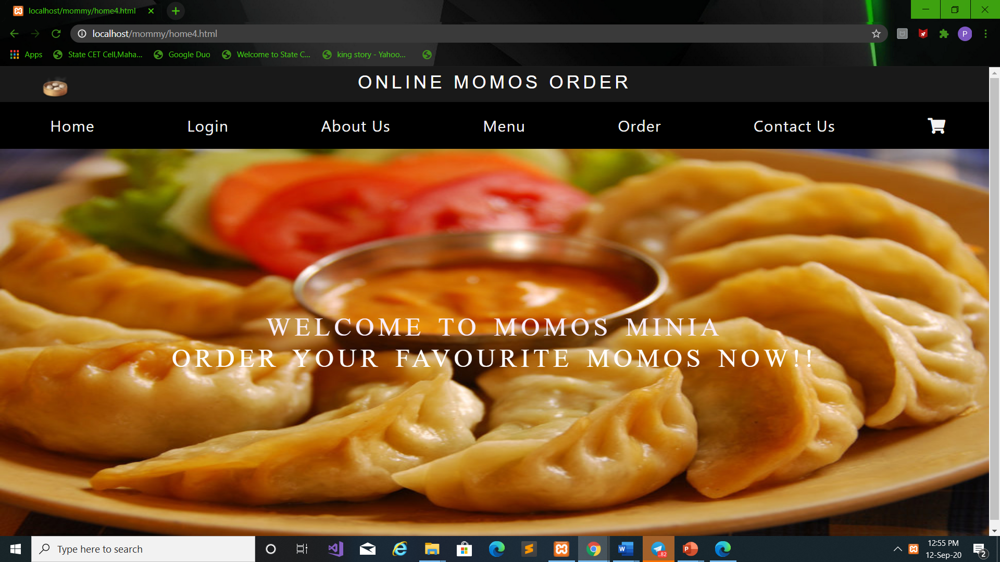 localhost/mommy/home4.html
localhost/mommy/home4.html
P
Apps
State CET Cell,Maha...
Google Duo
Welcome to State C...
king story - Yahoo...
ONLINE MOMOS ORDER
Home
Login
About Us
Menu
Order
Contact Us
WELCOME TO MOMOS MINIA
ORDER YOUR FAVOURITE MOMOS NOW!!
Type here to search
W
..82
P
12:55 PM
12-Sep-20
2